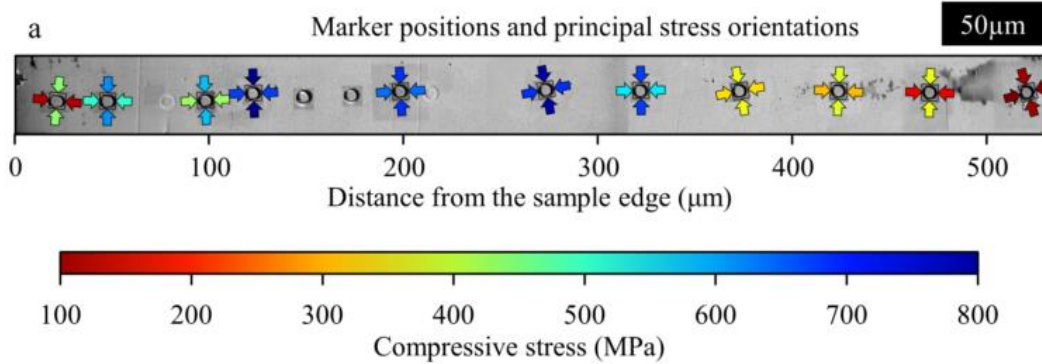 a
Marker positions and principal stress orientations
50μm
0 100 200 300 400 500
Distance from the sample edge (μm)
100 200 300 400 500 600 700 800
Compressive stress (MPa)